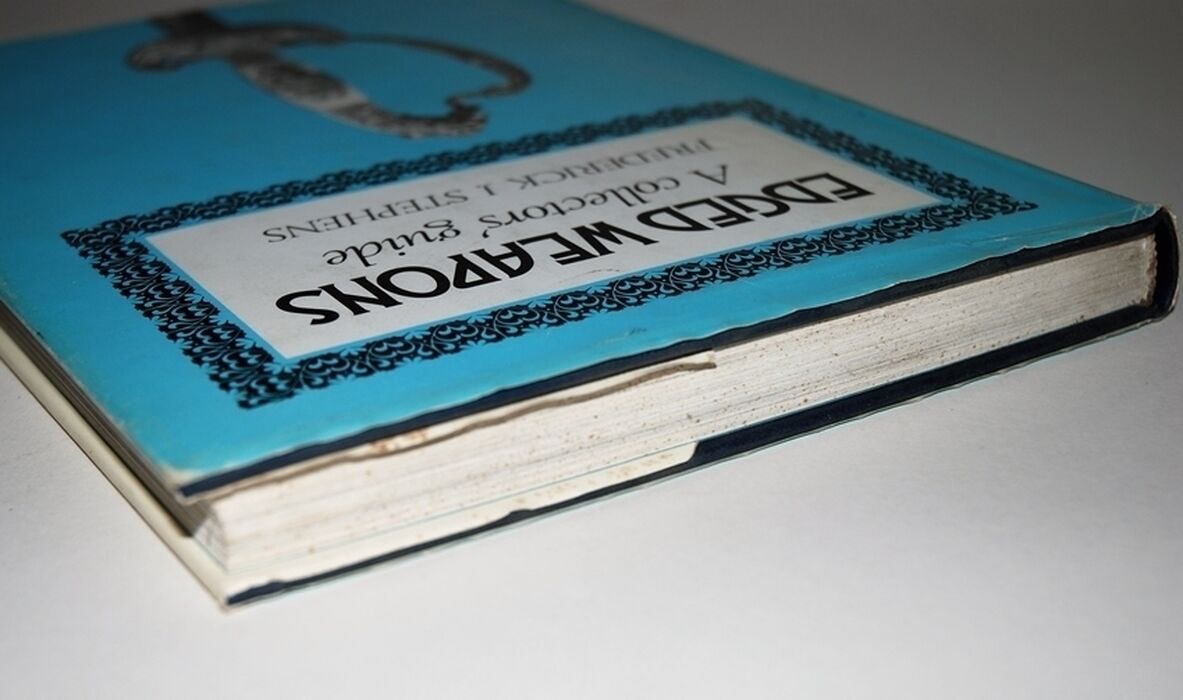 EDGED WEAPONS
A collectors' guide
FREDERICK J. STEPHENS